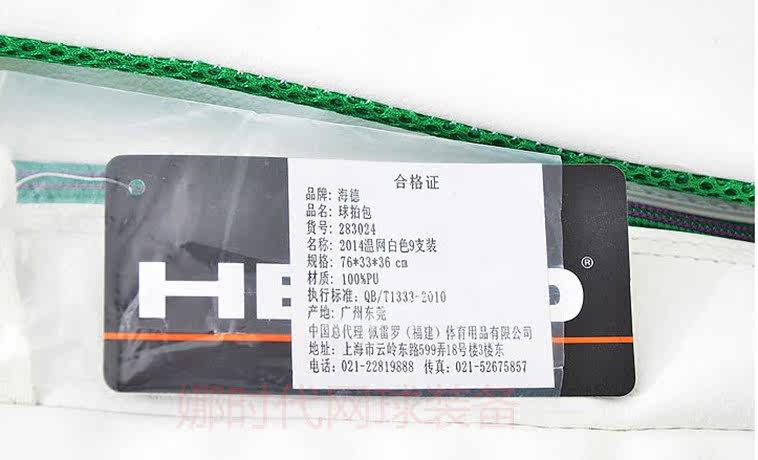 合格证
品牌: 海德
品名: 球拍包
货号: 283024
名称: 2014温网白色9支装
规格: 76*33*36 cm
材质: 100%PU
执行标准: QB/T1333-2010
产地: 广州东莞
中国总代理 佩雷罗（福建）体育用品有限公司
地址: 上海市云岭东路599弄18号楼3楼东
电话: 021-22819888 传真: 021-52675857
®
娜时代网球装备